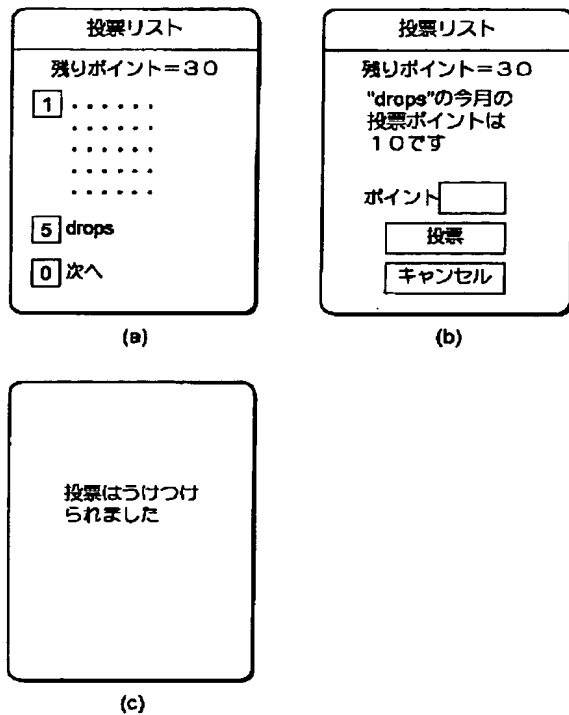 投票リスト
残りポイント=30
1 ・・・・・・
・・・・・・
・・・・・・
・・・・・・
・・・・・・
5 drops
0 次へ
(a)
投票リスト
残りポイント=30
"drops"の今月の
投票ポイントは
10です
ポイント
投票
キャンセル
(b)
投票はうけつけ
られました
(c)